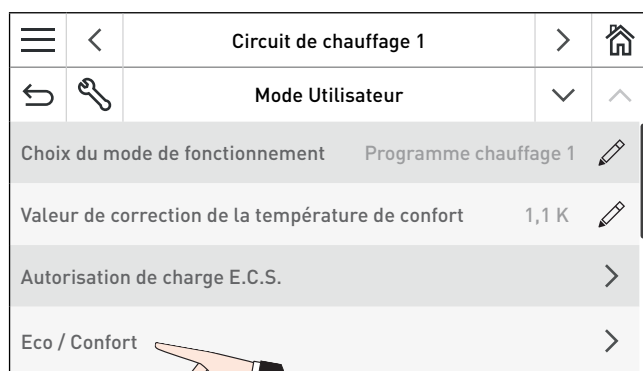 Circuit de chauffage 1
Mode Utilisateur
Choix du mode de fonctionnement Programme chauffage 1
Valeur de correction de la température de confort 1,1 K
Autorisation de charge E.C.S.
Eco / Confort